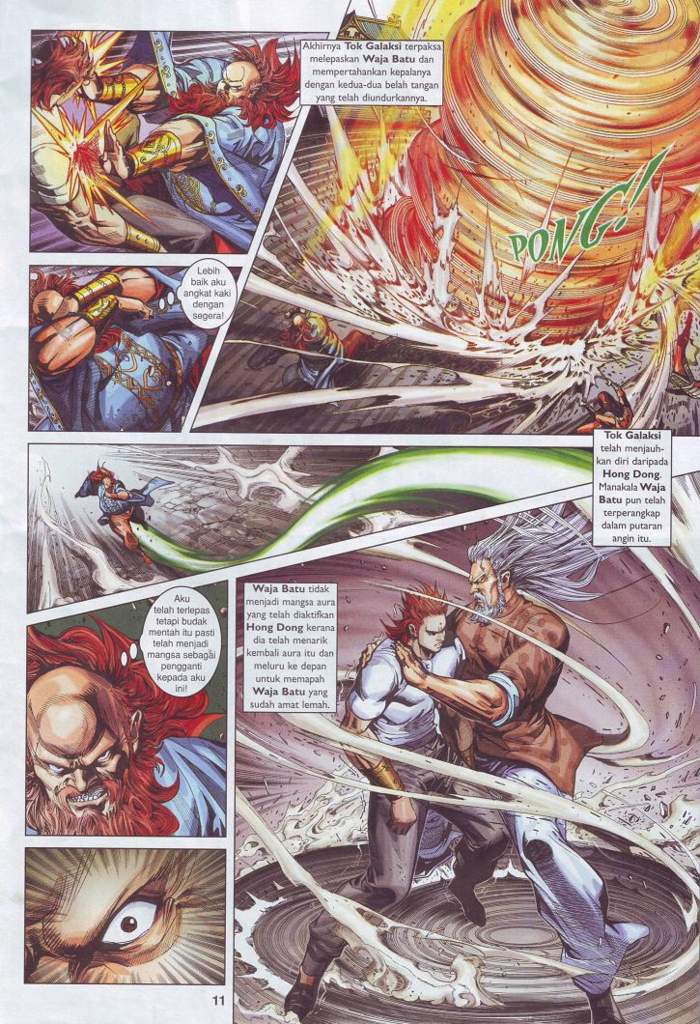 Akhirnya Tok Galaksi terpaksa
melepaskan Waja Batu dan
mempertahankan kepalanya
dengan kedua-dua belah tangan
yang telah diundurkannya.
PONG!
Lebih
baik aku
angkat kaki
dengan
segera!
Tok Galaksi
telah menjauh-
kan diri daripada
Hong Dong.
Manakala Waja
Batu pun telah
terperangkap
dalam putaran
angin itu.
Aku
telah terlepas
tetapi budak
mentah itu pasti
telah menjadi
mangsa sebagai
pengganti
kepada aku
ini!
Waja Batu tidak
menjadi mangsa aura
yang telah diaktifkan
Hong Dong kerana
dia telah menarik
kembali aura itu dan
meluru ke depan
untuk memapah
Waja Batu yang
sudah amat lemah.
11